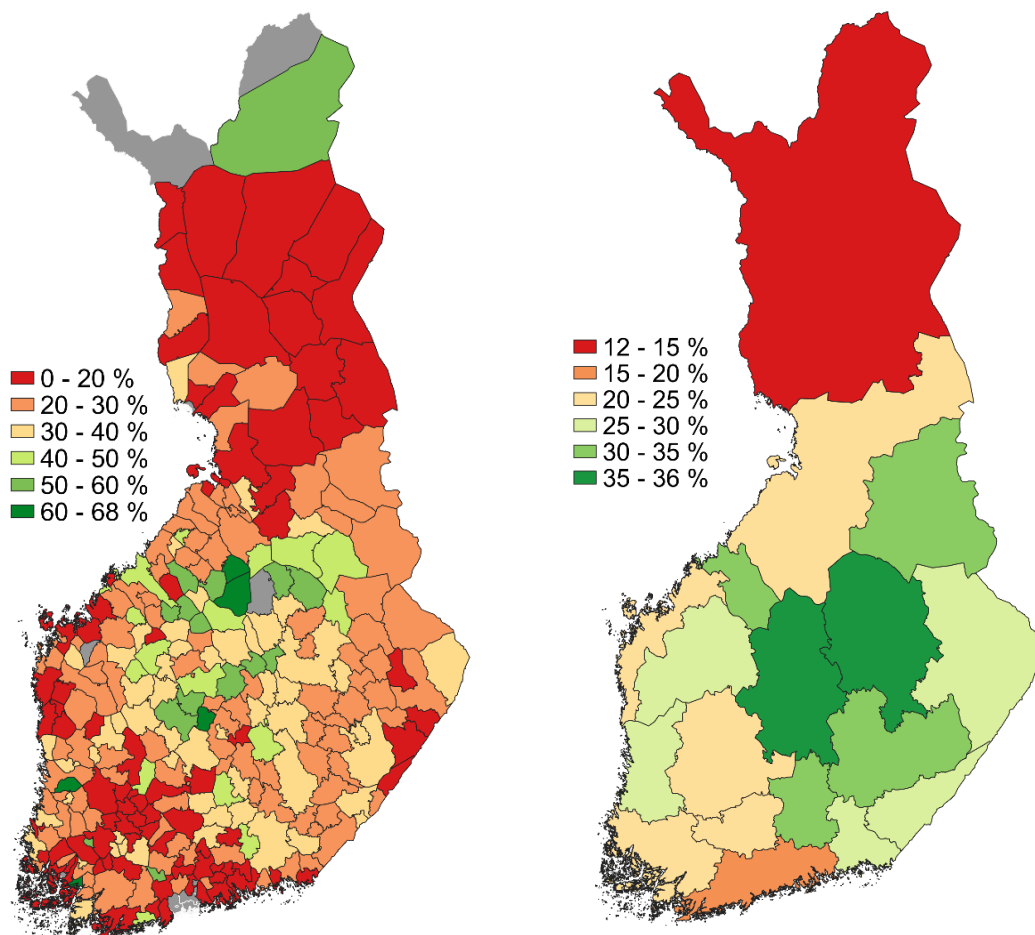 0 - 20 %
20 - 30 %
30 - 40 %
40 - 50 %
50 - 60 %
60 - 68 %
12 - 15 %
15 - 20 %
20 - 25 %
25 - 30 %
30 - 35 %
35 - 36 %